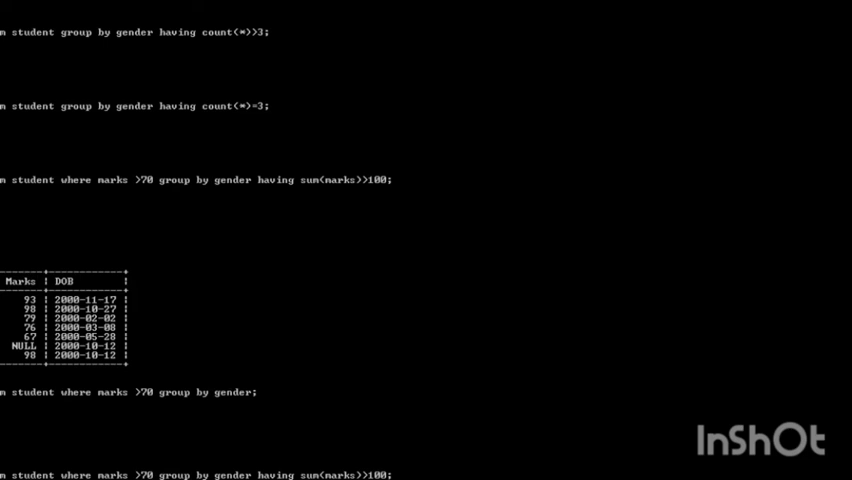 m student group by gender having count(*)>3;
m student group by gender having count(*)=3;
m student where marks >70 group by gender having sum(marks)>100;
Marks | DOB |
93 | 2000-11-17 |
98 | 2000-10-27 |
79 | 2000-02-02 |
76 | 2000-03-08 |
67 | 2000-05-28 |
NULL | 2000-10-12 |
98 | 2000-10-12 |
m student where marks >70 group by gender;
InShOt
m student where marks >70 group by gender having sum(marks)>100;